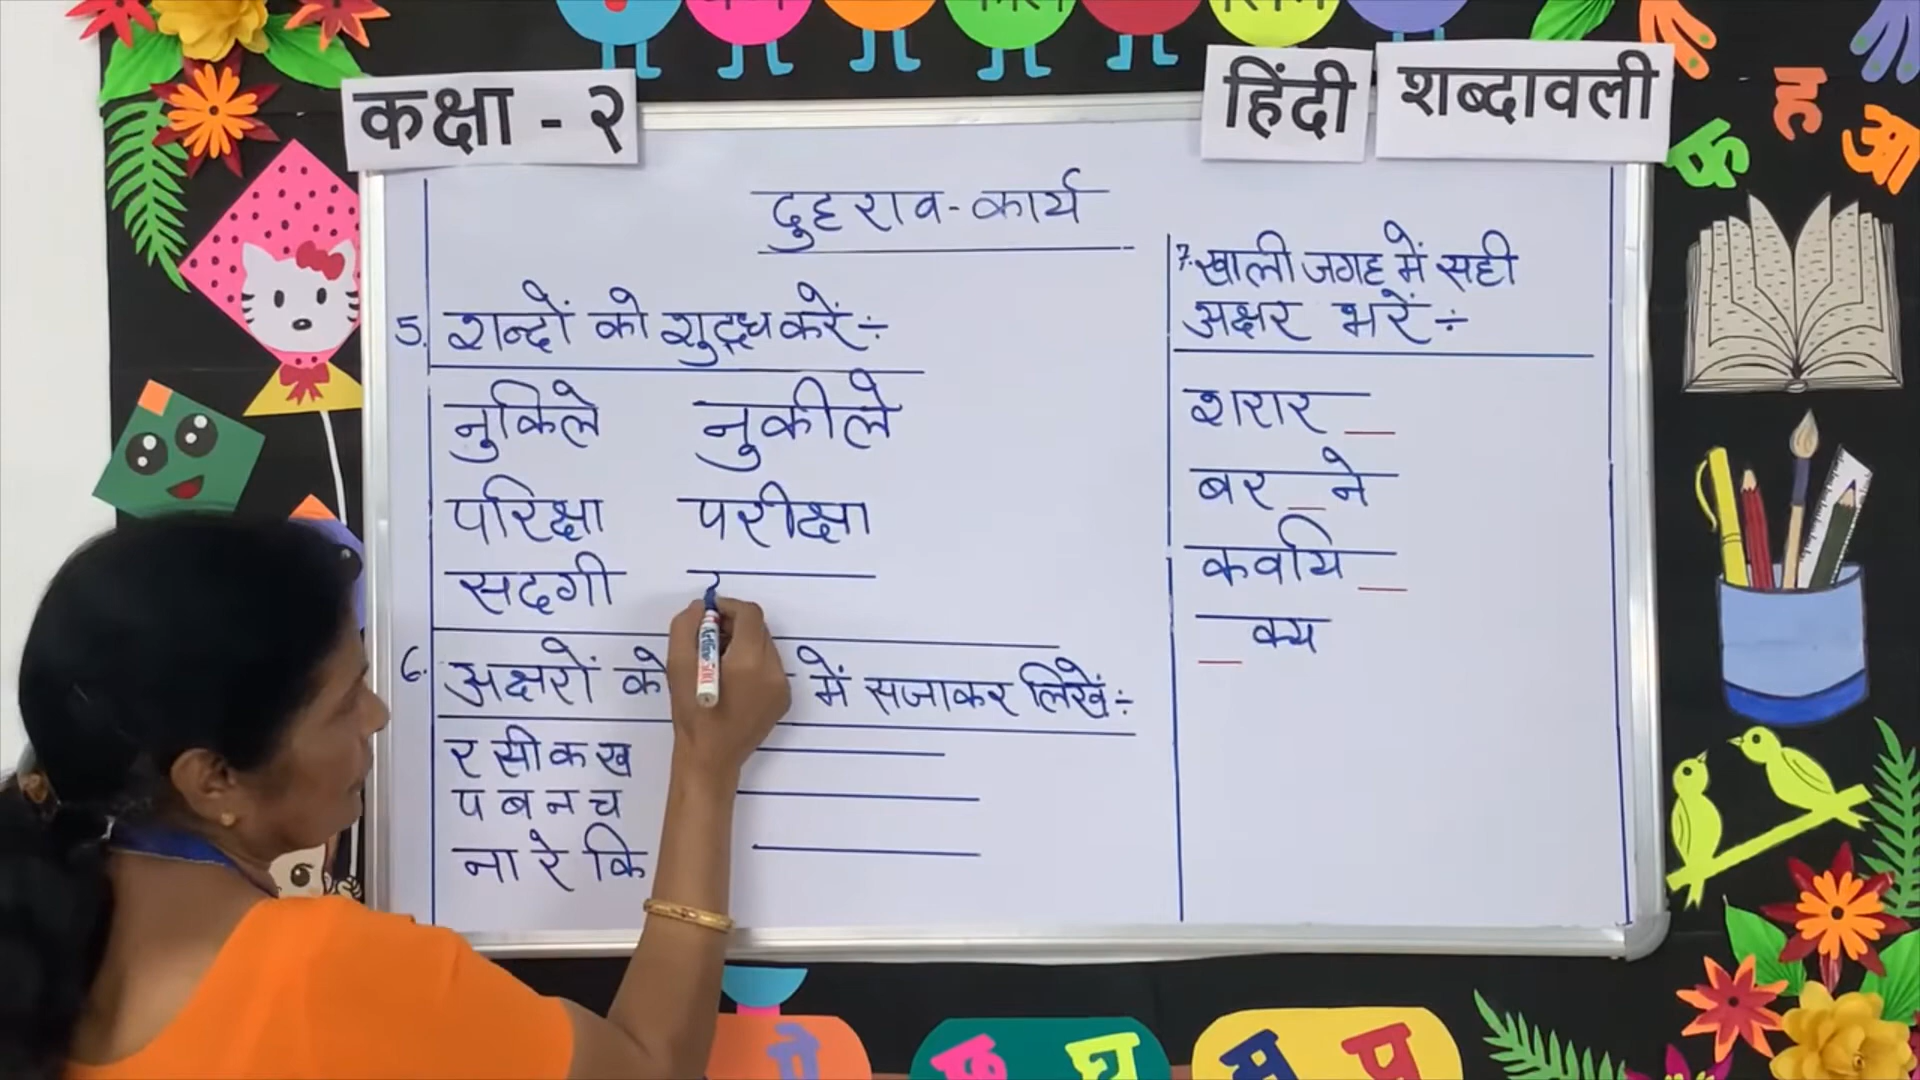 कक्षा - २
हिंदी शब्दावली
दुहराव-कार्य
5. शब्दों को शुद्ध करें÷
नुकिले नुकीले
परिक्षा परीक्षा
सदगी
6. अक्षरों को में सजाकर लिखें÷
र सी क ख
प ब न च
ना रे कि
7. खाली जगह में सही
अक्षर भरें÷
शरार _
बर _ ने
कवयि _
_ क्य
फ
ह
आ
पे
फ
घ
म
प